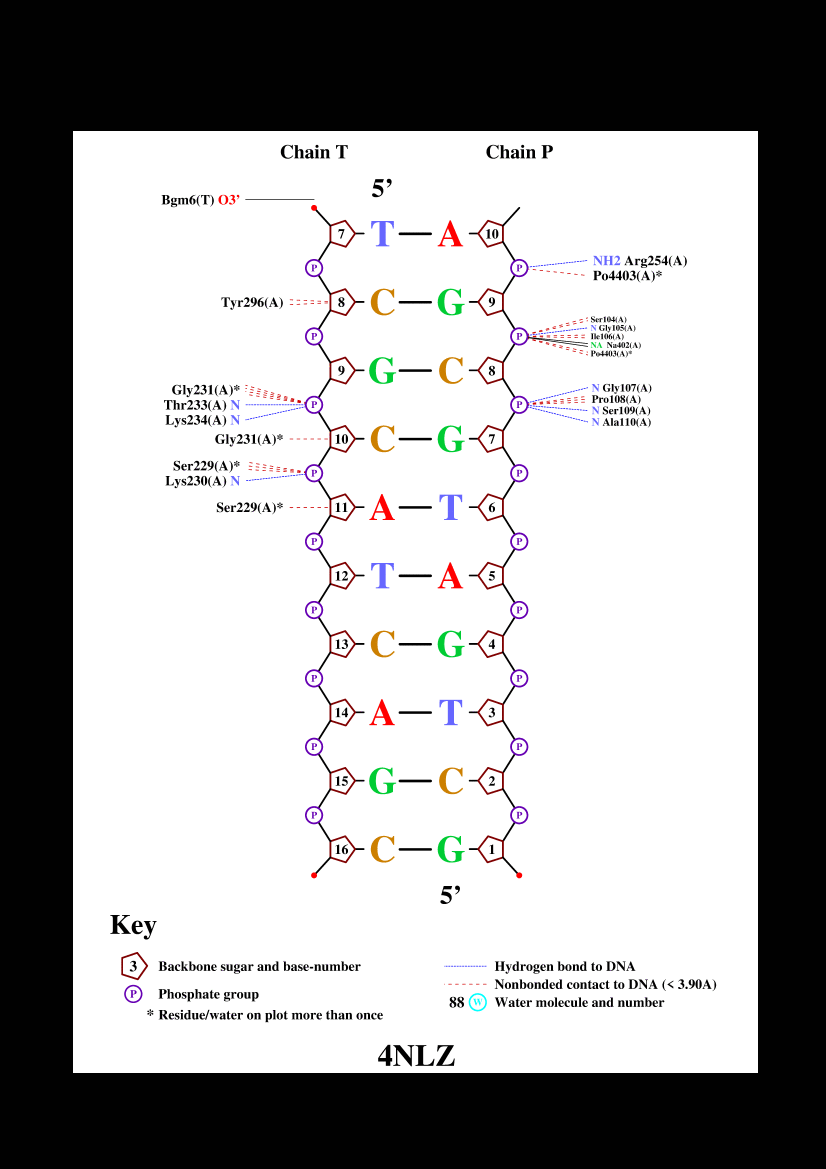 Chain T Chain P
5’
Bgm6(T) O3’
7 T A 10
P P
NH2 Arg254(A)
Po4403(A)*
Tyr296(A) 8 C G 9
P P
Ser104(A)
N Gly105(A)
Ile106(A)
NA Na402(A)
Po4403(A)*
9 G C 8
Gly231(A)*
Thr233(A) N
Lys234(A) N
P P
N Gly107(A)
Pro108(A)
N Ser109(A)
N Ala110(A)
Gly231(A)* 10 C G 7
Ser229(A)*
Lys230(A) N
P P
Ser229(A)* 11 A T 6
P P
12 T A 5
P P
13 C G 4
P P
14 A T 3
P P
15 G C 2
P P
16 C G 1
5’
Key
3 Backbone sugar and base-number
P Phosphate group
* Residue/water on plot more than once
Hydrogen bond to DNA
Nonbonded contact to DNA (< 3.90A)
88 W Water molecule and number
4NLZ